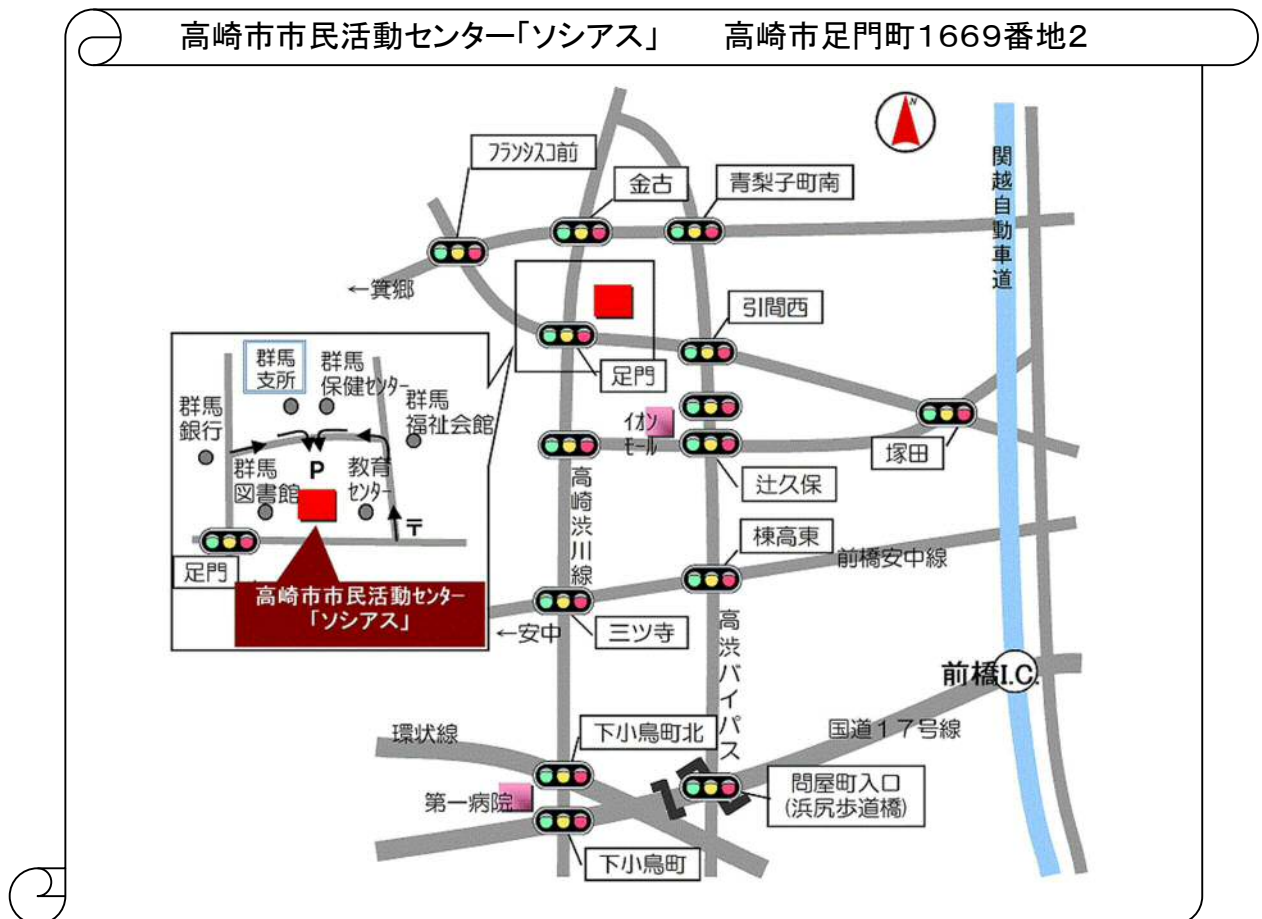 高崎市市民活動センター「ソシアス」　　高崎市足門町1669番地2
N
フランシスコ前
金古
青梨子町南
関越自動車道
←箕郷
引間西
足門
群馬
支所
群馬
保健センター
群馬
福祉会館
群馬
銀行
P
群馬
図書館
教育
センター
〒
足門
高崎市市民活動センター
「ソシアス」
イオン
モール
塚田
辻久保
高崎渋川線
棟高東
前橋安中線
←安中
三ツ寺
高渋バイパス
前橋I.C.
国道17号線
環状線
下小鳥町北
第一病院
問屋町入口
(浜尻歩道橋)
下小鳥町